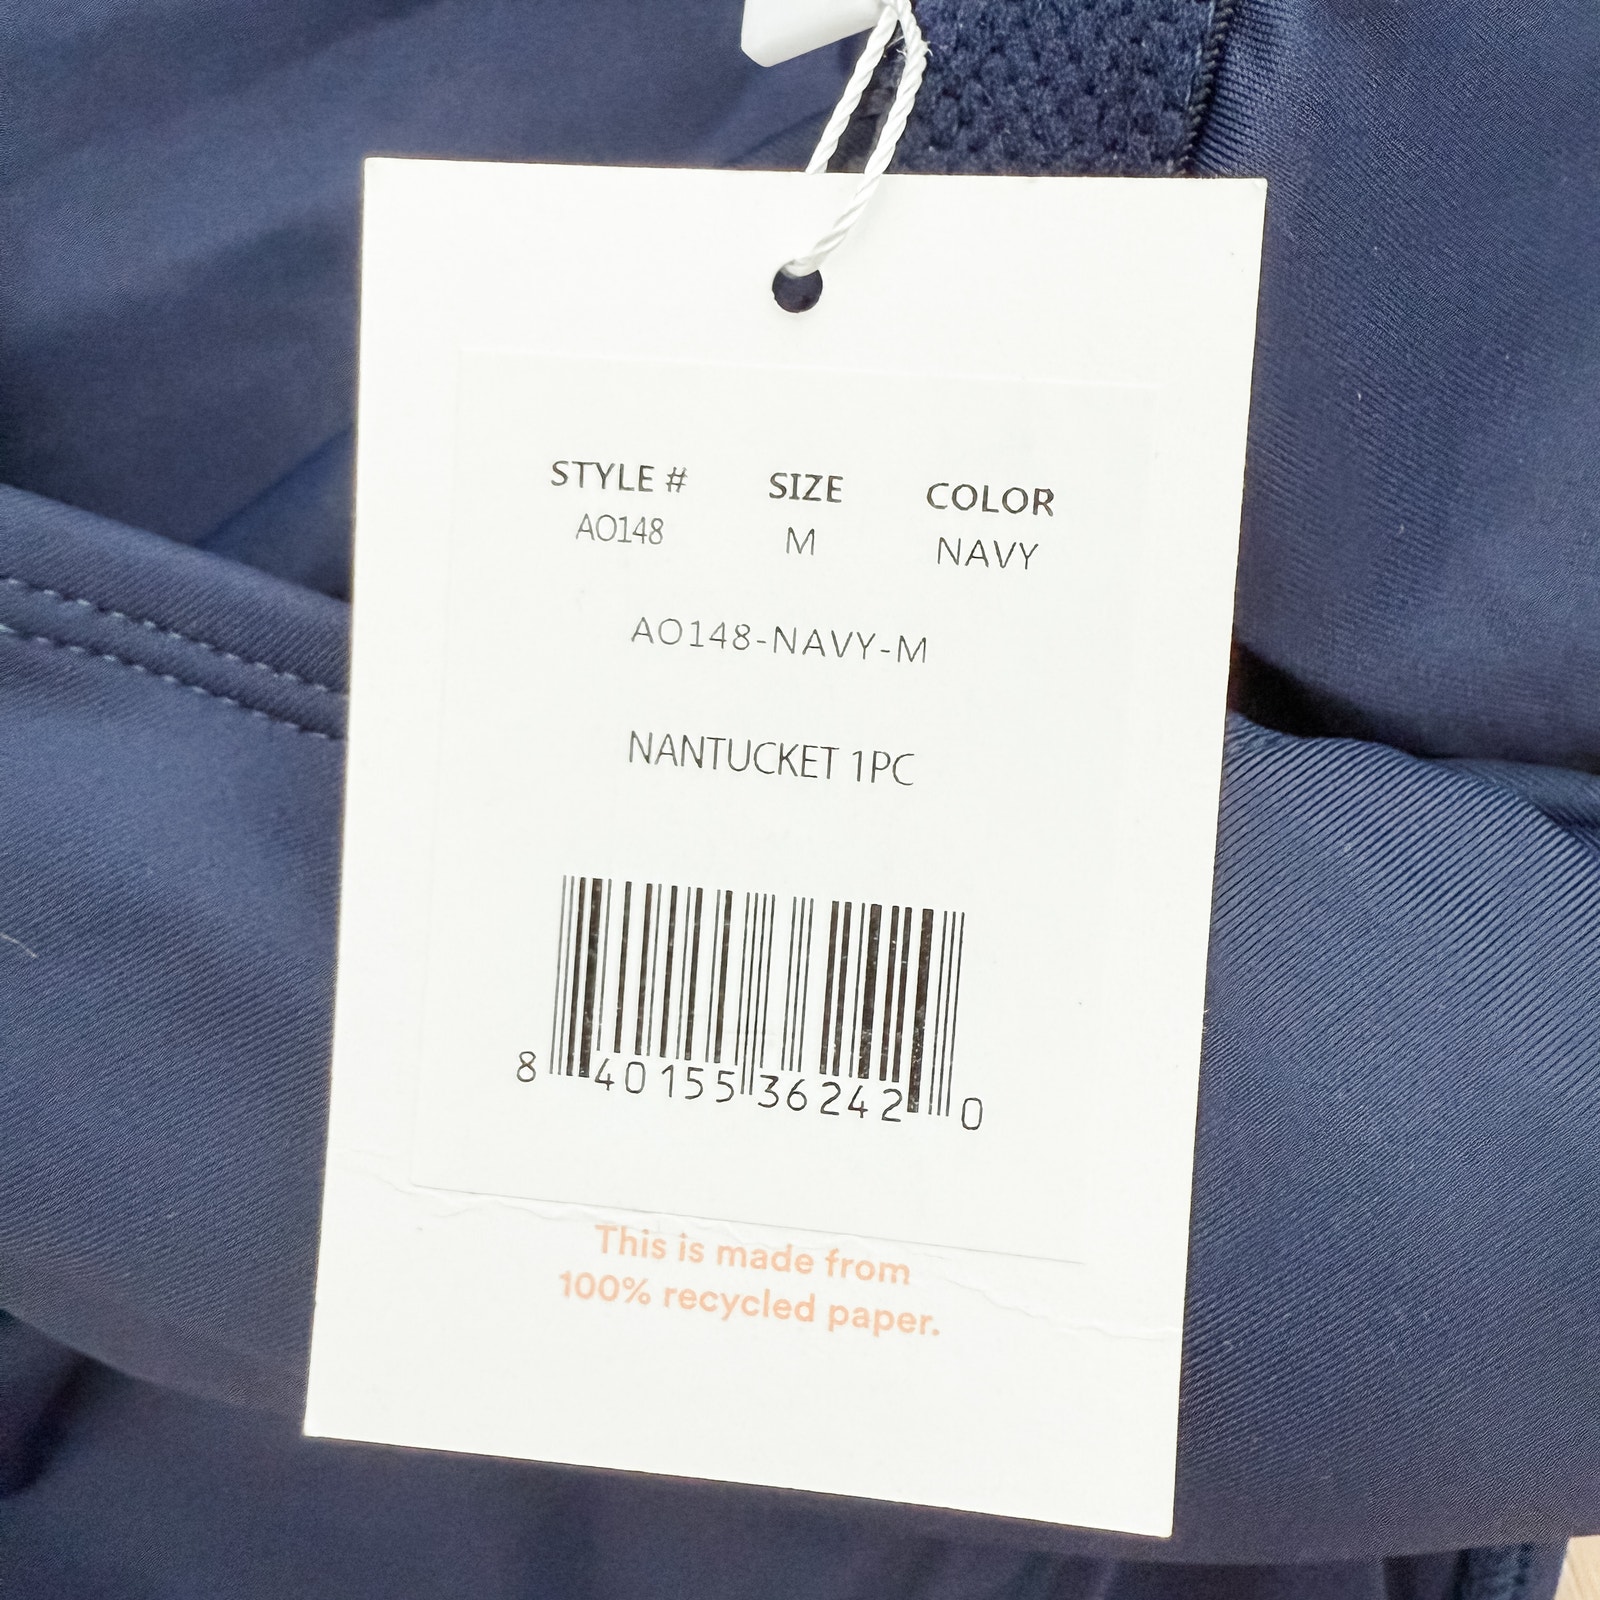 STYLE # SIZE COLOR
AO148 M NAVY
AO148-NAVY-M
NANTUCKET 1PC
8 40155 36242 0
This is made from
100% recycled paper.